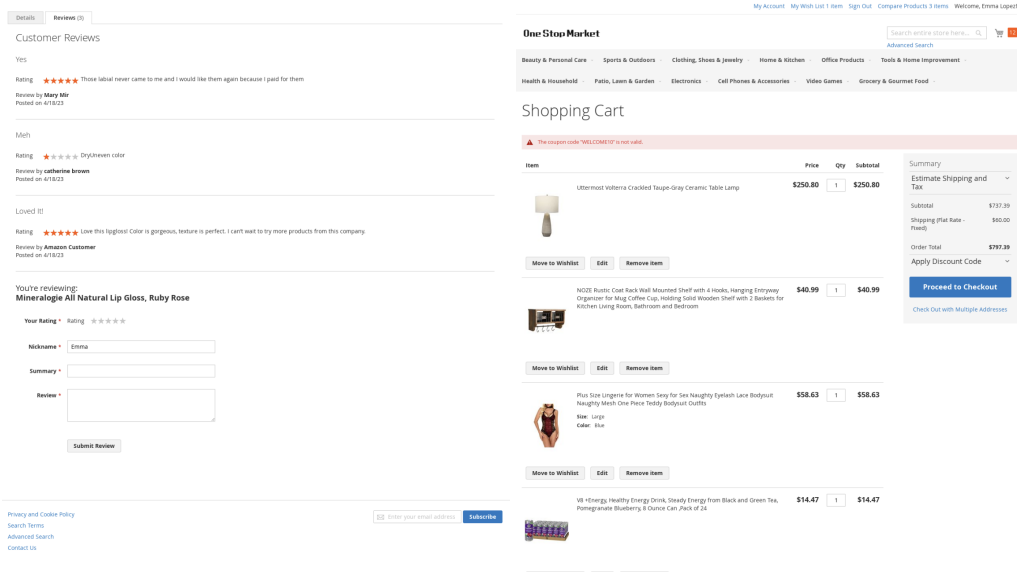 Details
Reviews (3)
Customer Reviews
Yes
Rating
Those labial never came to me and I would like them again because I paid for them
Review by Mary Mir
Posted on 4/18/23
Meh
Rating
DryUneven color
Review by catherine brown
Posted on 4/18/23
Loved it!
Rating
Love this lipgloss! Color is gorgeous, texture is perfect. I can't wait to try more products from this company.
Review by Amazon Customer
Posted on 4/18/23
You're reviewing:
Mineralogie All Natural Lip Gloss, Ruby Rose
Your Rating *
Rating
Nickname *
Emma
Summary *
Review *
Submit Review
Privacy and Cookie Policy
Search Terms
Advanced Search
Contact Us
Enter your email address
Subscribe
My Account
My Wish List 1 item
Sign Out
Compare Products 3 items
Welcome, Emma Lopez!
One Stop Market
Search entire store here...
12
Advanced Search
Beauty & Personal Care
Sports & Outdoors
Clothing, Shoes & Jewelry
Home & Kitchen
Office Products
Tools & Home Improvement
Health & Household
Patio, Lawn & Garden
Electronics
Cell Phones & Accessories
Video Games
Grocery & Gourmet Food
Shopping Cart
The coupon code "WELCOME10" is not valid.
Item
Price
Qty
Subtotal
Uttermost Volterra Crackled Taupe-Gray Ceramic Table Lamp
$250.80
1
$250.80
Move to Wishlist
Edit
Remove item
NOZE Rustic Coat Rack Wall Mounted Shelf with 4 Hooks, Hanging Entryway
Organizer for Mug Coffee Cup, Holding Solid Wooden Shelf with 2 Baskets for
Kitchen Living Room, Bathroom and Bedroom
$40.99
1
$40.99
Move to Wishlist
Edit
Remove item
Plus Size Lingerie for Women Sexy for Sex Naughty Eyelash Lace Bodysuit
Naughty Mesh One Piece Teddy Bodysuit Outfits
Size: Large
Color: Blue
$58.63
1
$58.63
Move to Wishlist
Edit
Remove item
V8 +Energy, Healthy Energy Drink, Steady Energy from Black and Green Tea,
Pomegranate Blueberry, 8 Ounce Can ,Pack of 24
$14.47
1
$14.47
Summary
Estimate Shipping and
Tax
Subtotal
$737.39
Shipping (Flat Rate -
Fixed)
$60.00
Order Total
$797.39
Apply Discount Code
Proceed to Checkout
Check Out with Multiple Addresses